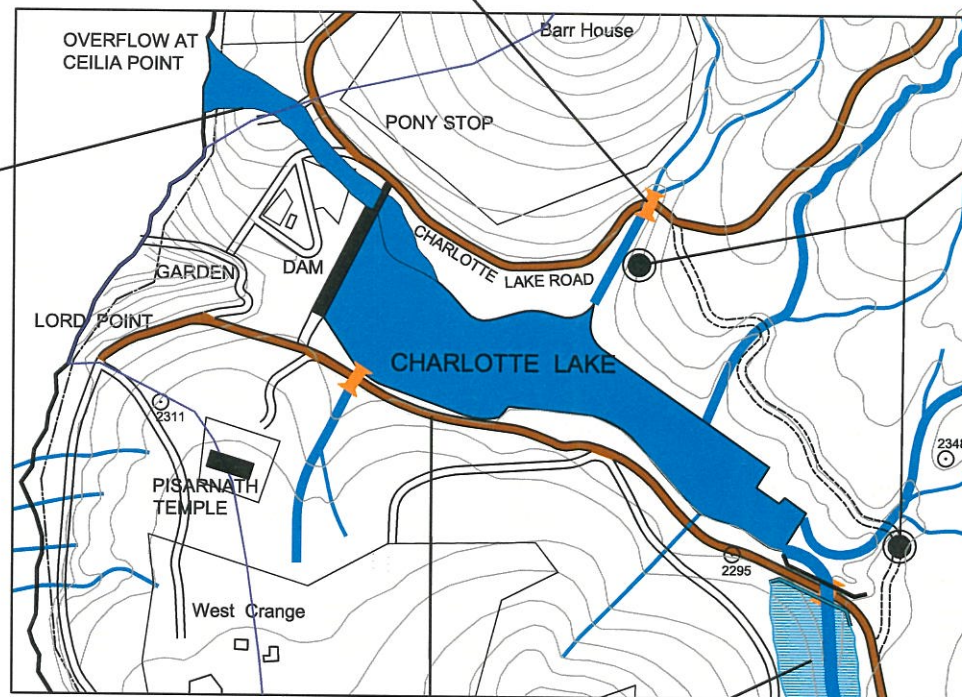 OVERFLOW AT
CEILIA POINT
Barr House
PONY STOP
CHARLOTTE
LAKE ROAD
GARDEN
DAM
LORD POINT
CHARLOTTE LAKE
2311
2348
PISARNATH
TEMPLE
2295
West Crange